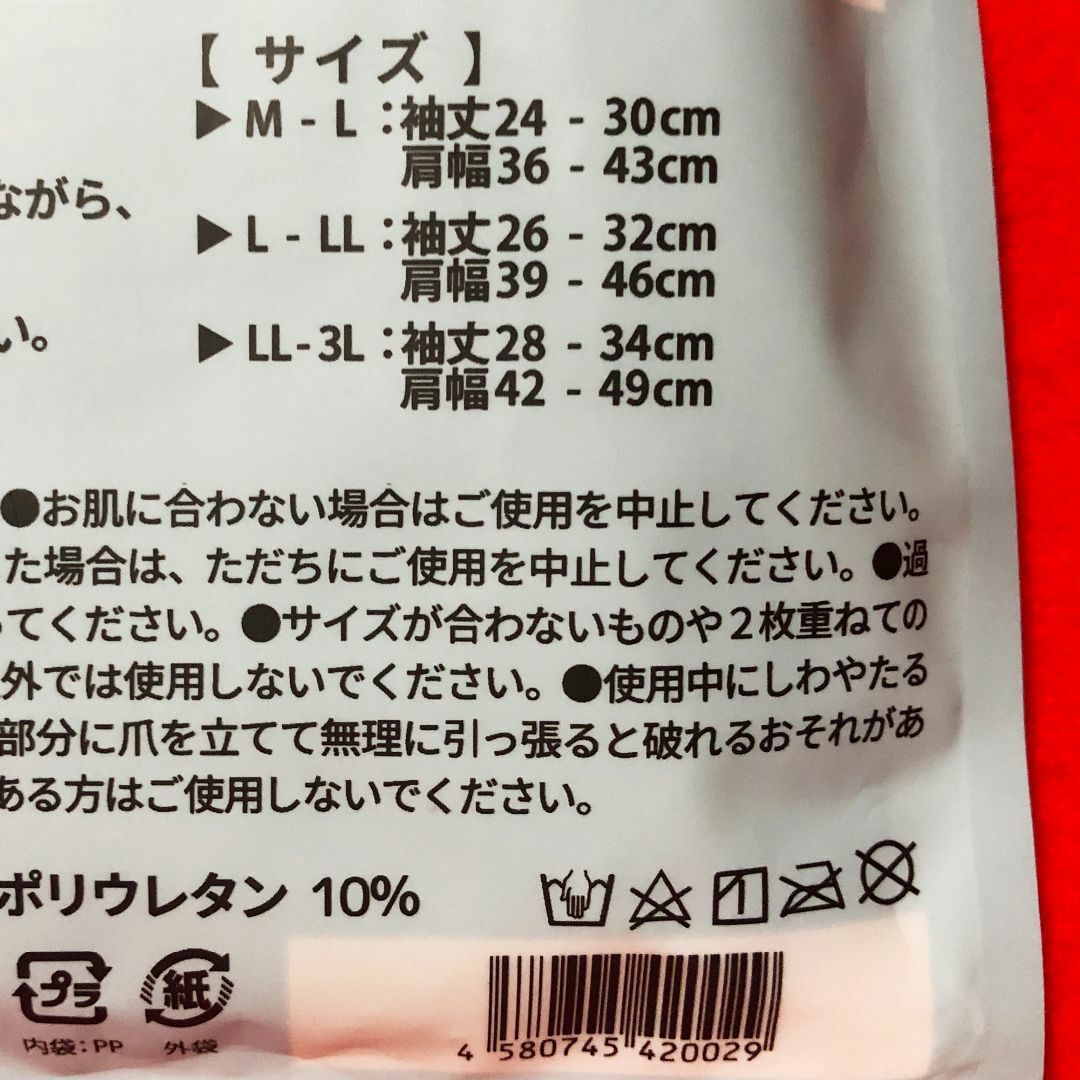 【 サイズ 】
▶M - L :袖丈24 - 30cm
肩幅36 - 43cm
ながら、
▶L - LL :袖丈26 - 32cm
肩幅39 - 46cm
い。
▶LL-3L :袖丈28 - 34cm
肩幅42 - 49cm
●お肌に合わない場合はご使用を中止してください。
た場合は、ただちにご使用を中止してください。●過
てください。●サイズが合わないものや2枚重ねての
外では使用しないでください。●使用中にしわやたる
部分に爪を立てて無理に引っ張ると破れるおそれがあ
ある方はご使用しないでください。
ポリウレタン 10%
プラ
紙
内袋:PP 外袋
4 580745 420029